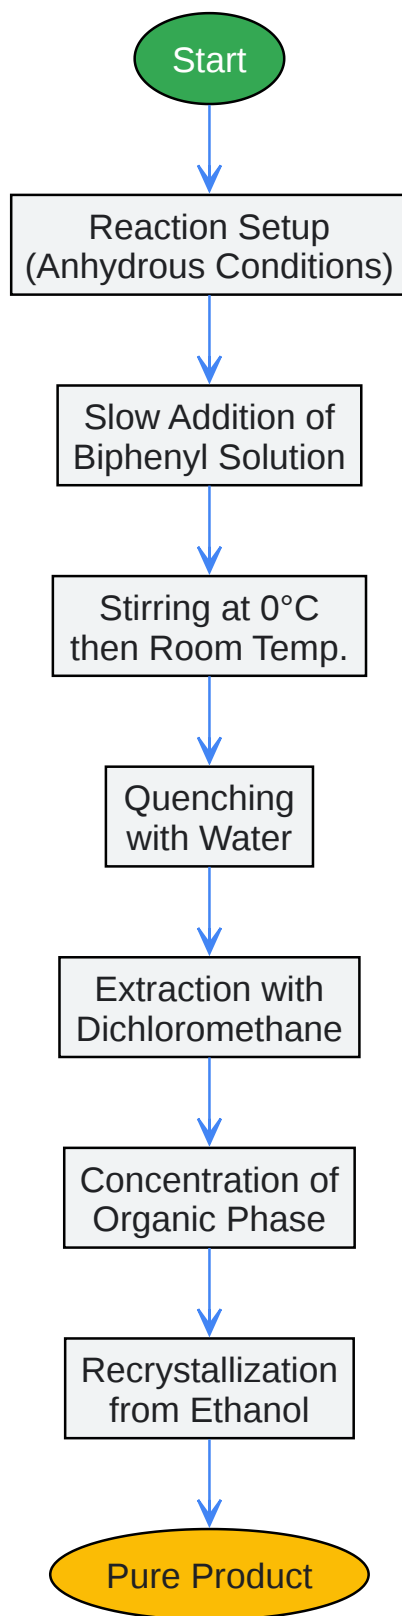 Start
Reaction Setup
(Anhydrous Conditions)
Slow Addition of
Biphenyl Solution
Stirring at 0°C
then Room Temp.
Quenching
with Water
Extraction with
Dichloromethane
Concentration of
Organic Phase
Recrystallization
from Ethanol
Pure Product